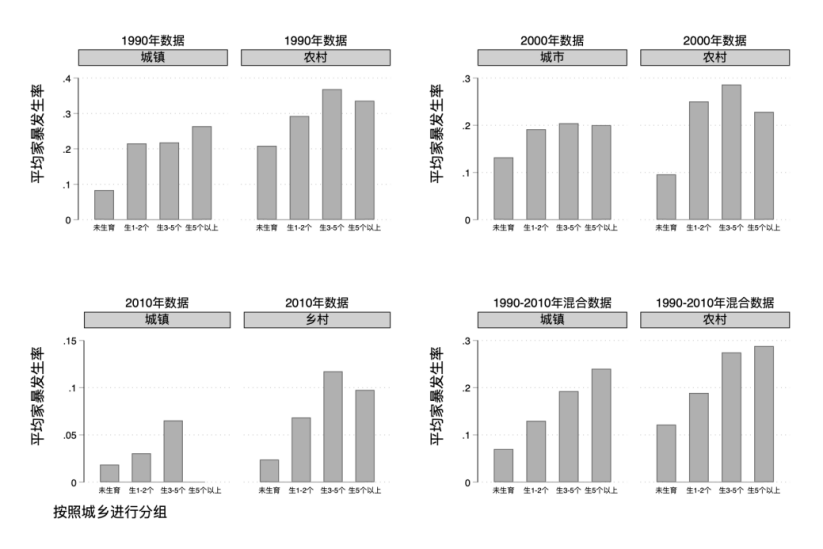 1990年数据 1990年数据
城镇 农村
平均家暴发生率
.4
.3
.2
.1
0
未生育 生1-2个 生3-5个 生5个以上 未生育 生1-2个 生3-5个 生5个以上
2000年数据 2000年数据
城市 农村
平均家暴发生率
.3
.2
.1
0
未生育 生1-2个 生3-5个 生5个以上 未生育 生1-2个 生3-5个 生5个以上
2010年数据 2010年数据
城镇 乡村
平均家暴发生率
.15
.1
.05
0
未生育 生1-2个 生3-5个 生5个以上 未生育 生1-2个 生3-5个 生5个以上
1990-2010年混合数据 1990-2010年混合数据
城镇 农村
平均家暴发生率
.3
.2
.1
0
未生育 生1-2个 生3-5个 生5个以上 未生育 生1-2个 生3-5个 生5个以上
按照城乡进行分组